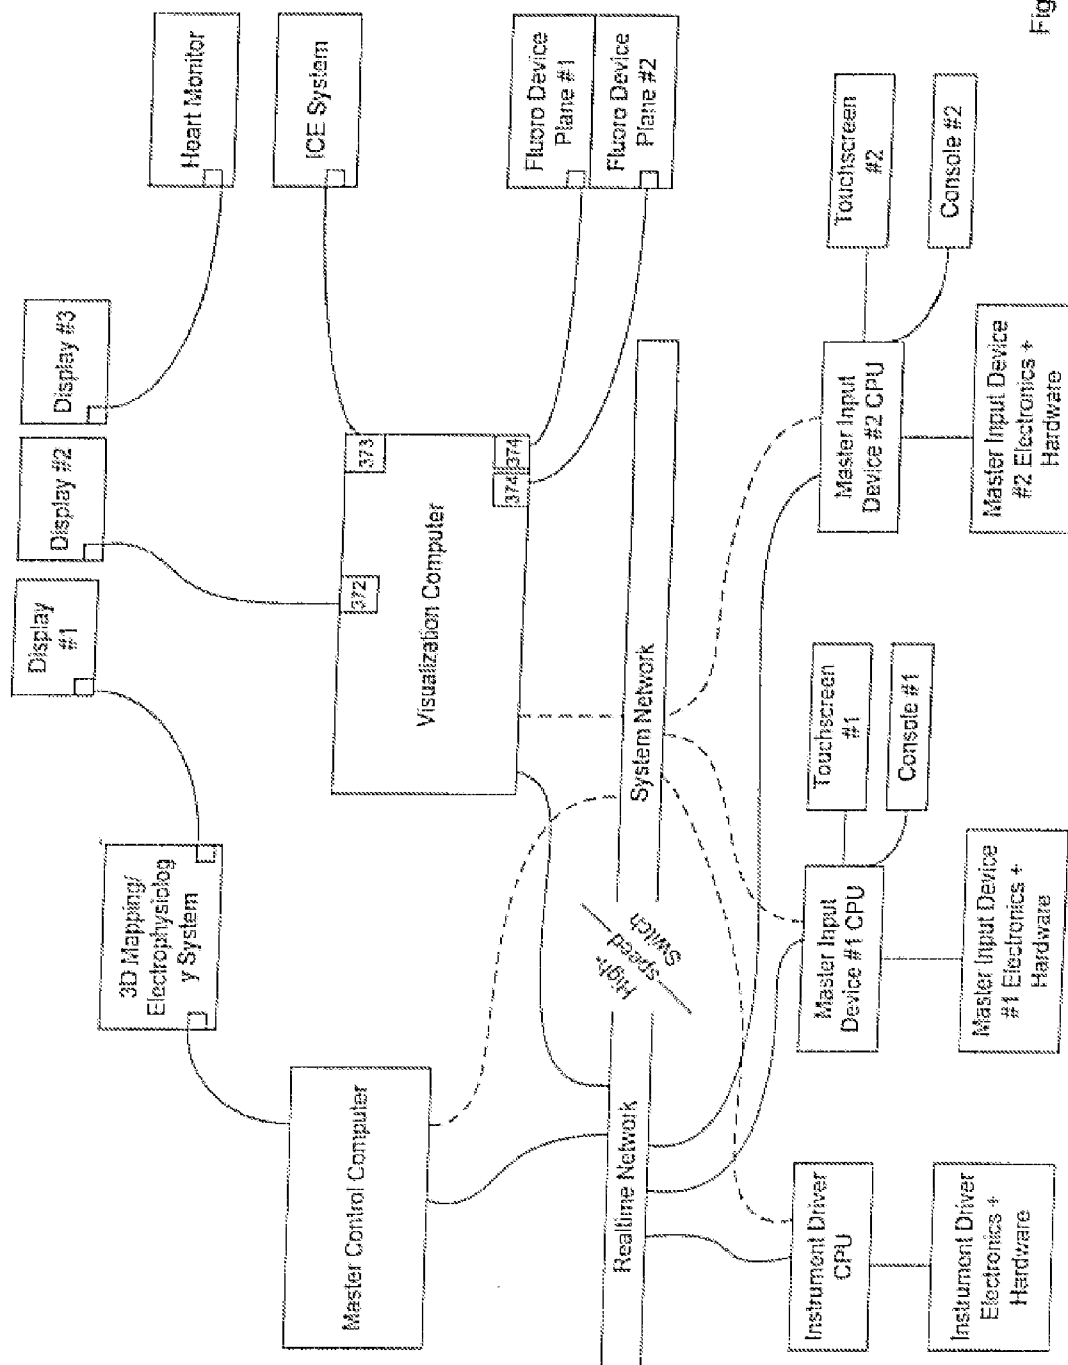 Display
#1
Display #2
Display #3
Heart Monitor
ICE System
Fluoro Device
Plane #1
Fluoro Device
Plane #2
3D Mapping/
Electrophysiolog
y System
Master Control Computer
Visualization Computer
372
373
374
374
Realtime Network
High-
speed
Switch
System Network
Instrument Driver
CPU
Instrument Driver
Electronics +
Hardware
Master Input
Device #1 CPU
Touchscreen
#1
Console #1
Master Input Device
#1 Electronics +
Hardware
Master Input
Device #2 CPU
Touchscreen
#2
Console #2
Master Input Device
#2 Electronics +
Hardware
Fig